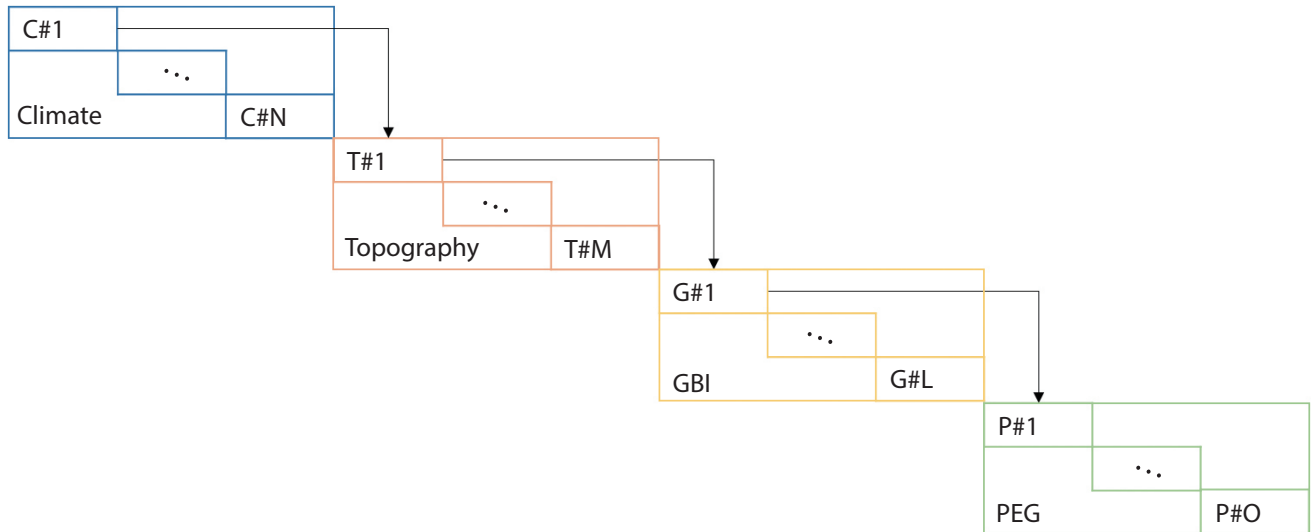 C#1
⋱
Climate
C#N
T#1
⋱
Topography
T#M
G#1
⋱
GBI
G#L
P#1
⋱
PEG
P#O